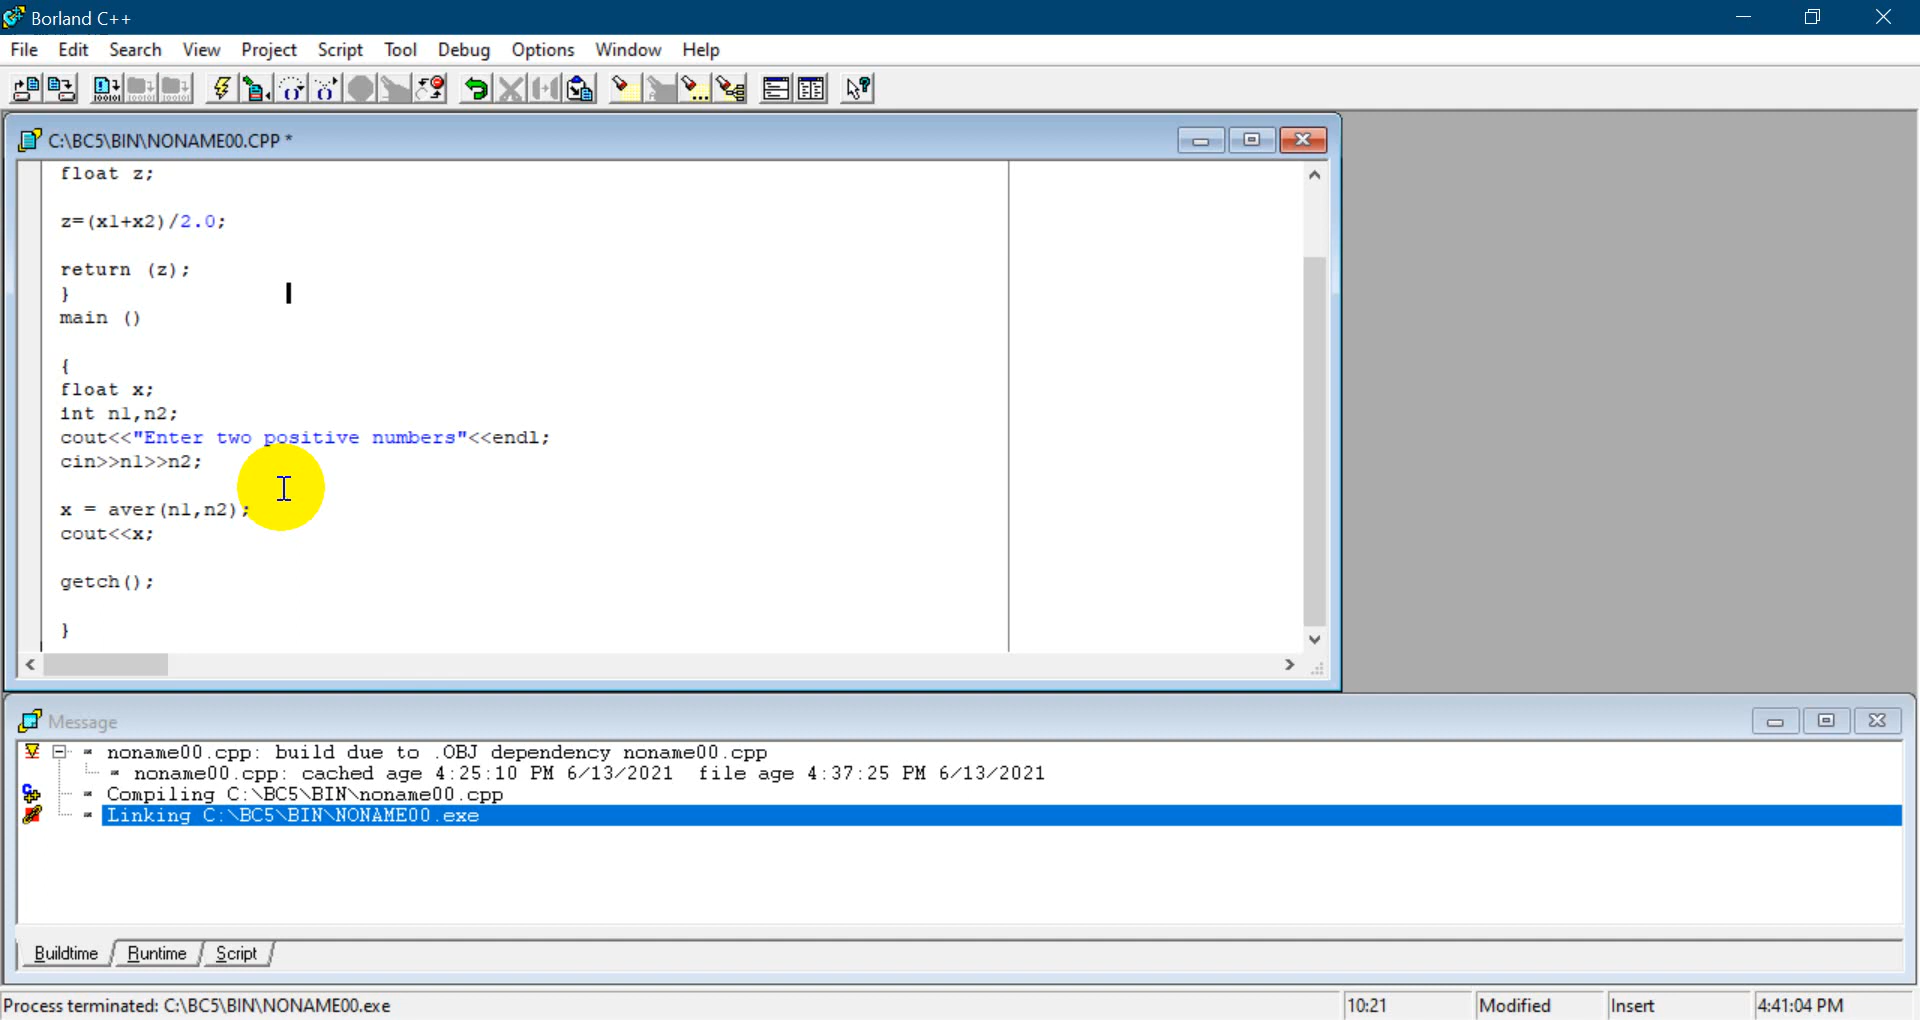 Borland C++
File Edit Search View Project Script Tool Debug Options Window Help
C:\BC5\BIN\NONAME00.CPP *
float z;
z=(x1+x2)/2.0;
return (z);
}
main ()
{
float x;
int n1,n2;
cout<<"Enter two positive numbers"<<endl;
cin>>n1>>n2;
x = aver(n1,n2);
cout<<x;
getch();
}
Message
noname00.cpp: build due to .OBJ dependency noname00.cpp
noname00.cpp: cached age 4:25:10 PM 6/13/2021 file age 4:37:25 PM 6/13/2021
Compiling C:\BC5\BIN\noname00.cpp
Linking C:\BC5\BIN\NONAME00.exe
Buildtime Runtime Script
Process terminated: C:\BC5\BIN\NONAME00.exe 10:21 Modified Insert 4:41:04 PM